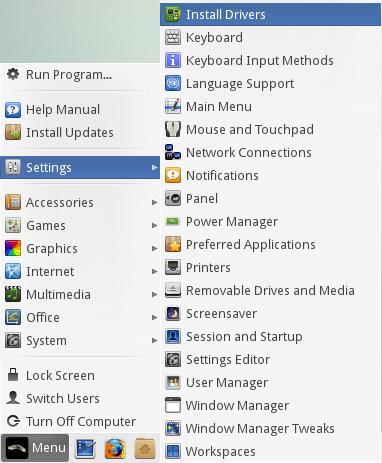 Run Program...
Help Manual
Install Updates
Settings
Accessories
Games
Graphics
Internet
Multimedia
Office
System
Lock Screen
Switch Users
Turn Off Computer
Menu
Install Drivers
Keyboard
Keyboard Input Methods
Language Support
Main Menu
Mouse and Touchpad
Network Connections
Notifications
Panel
Power Manager
Preferred Applications
Printers
Removable Drives and Media
Screensaver
Session and Startup
Settings Editor
User Manager
Window Manager
Window Manager Tweaks
Workspaces